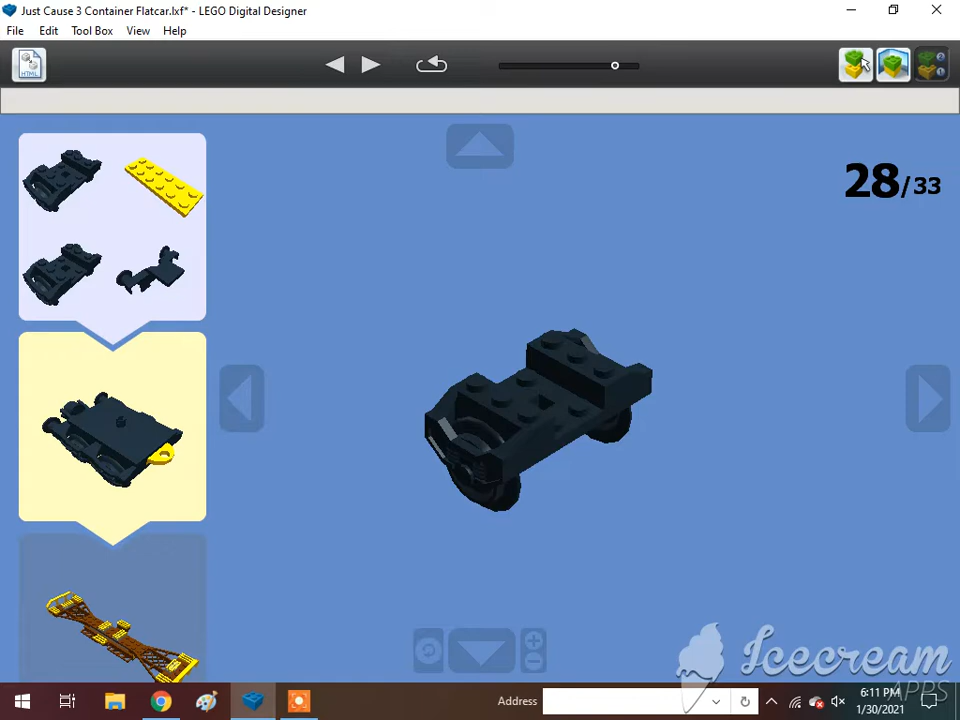 Just Cause 3 Container Flatcar.lxf* - LEGO Digital Designer
File Edit Tool Box View Help
HTML
28/33
Icecream
APPS
Address
6:11 PM
1/30/2021